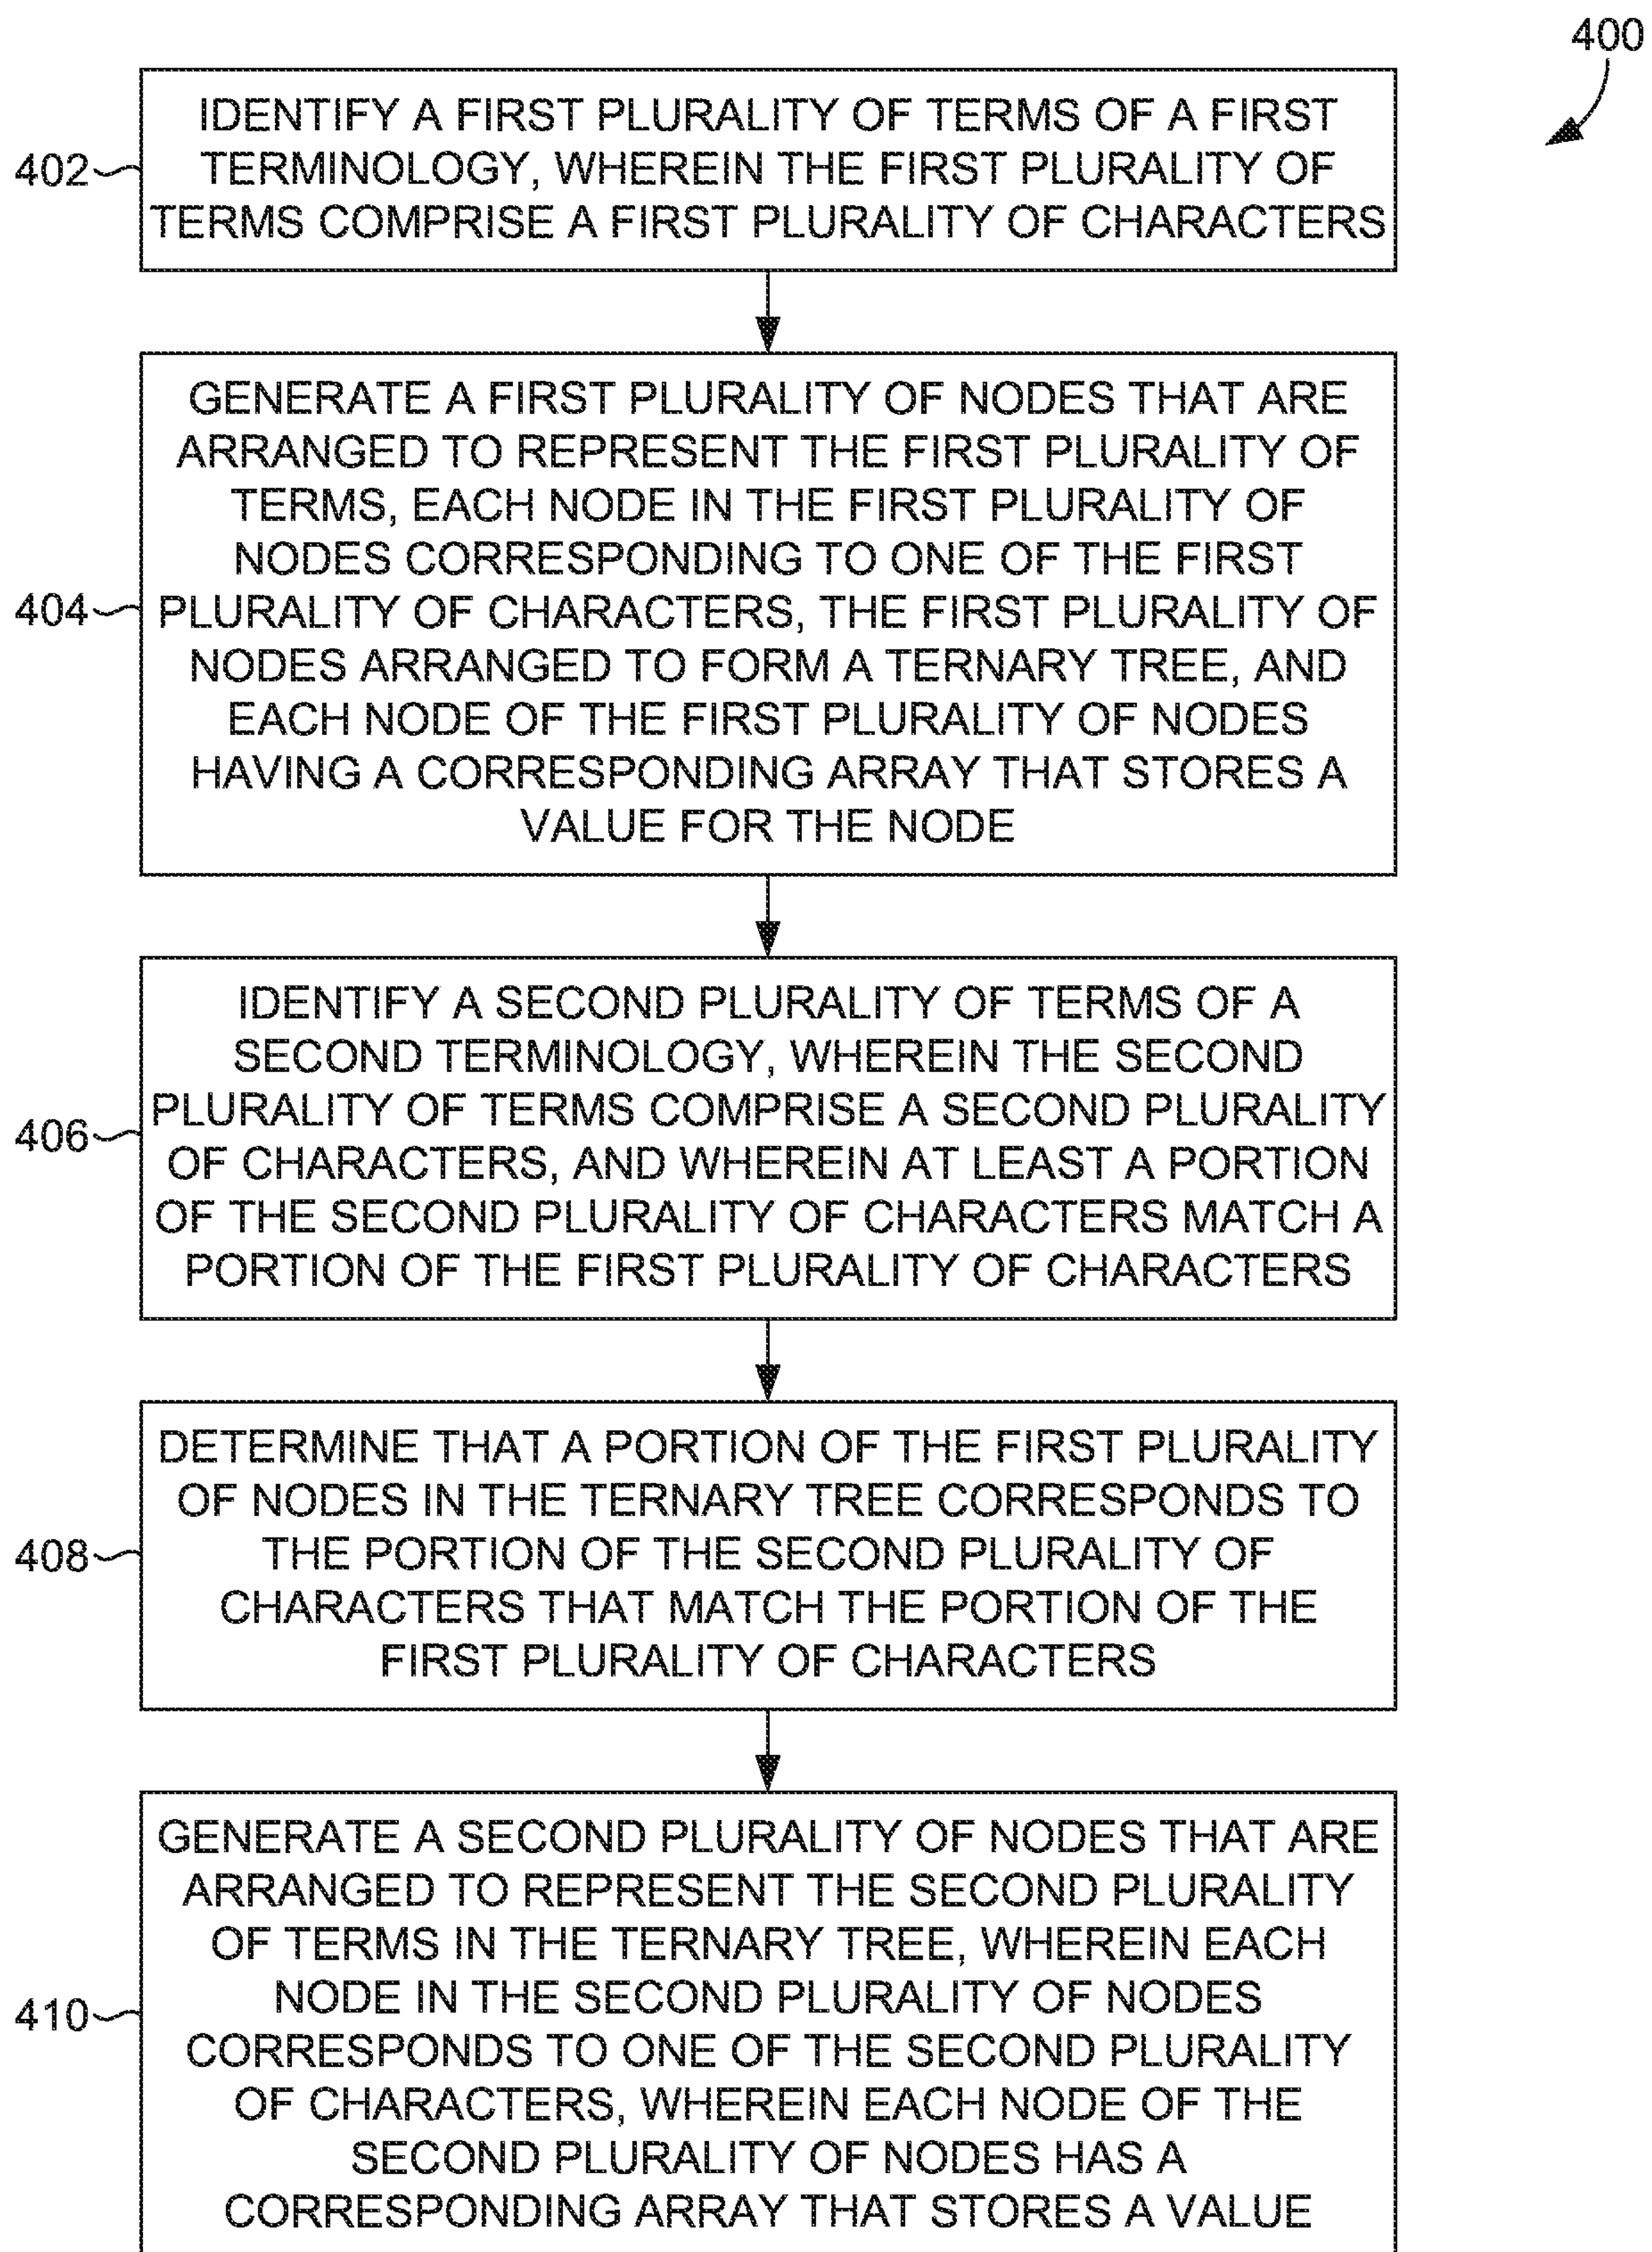 400
402
IDENTIFY A FIRST PLURALITY OF TERMS OF A FIRST
TERMINOLOGY, WHEREIN THE FIRST PLURALITY OF
TERMS COMPRISE A FIRST PLURALITY OF CHARACTERS
404
GENERATE A FIRST PLURALITY OF NODES THAT ARE
ARRANGED TO REPRESENT THE FIRST PLURALITY OF
TERMS, EACH NODE IN THE FIRST PLURALITY OF
NODES CORRESPONDING TO ONE OF THE FIRST
PLURALITY OF CHARACTERS, THE FIRST PLURALITY OF
NODES ARRANGED TO FORM A TERNARY TREE, AND
EACH NODE OF THE FIRST PLURALITY OF NODES
HAVING A CORRESPONDING ARRAY THAT STORES A
VALUE FOR THE NODE
406
IDENTIFY A SECOND PLURALITY OF TERMS OF A
SECOND TERMINOLOGY, WHEREIN THE SECOND
PLURALITY OF TERMS COMPRISE A SECOND PLURALITY
OF CHARACTERS, AND WHEREIN AT LEAST A PORTION
OF THE SECOND PLURALITY OF CHARACTERS MATCH A
PORTION OF THE FIRST PLURALITY OF CHARACTERS
408
DETERMINE THAT A PORTION OF THE FIRST PLURALITY
OF NODES IN THE TERNARY TREE CORRESPONDS TO
THE PORTION OF THE SECOND PLURALITY OF
CHARACTERS THAT MATCH THE PORTION OF THE
FIRST PLURALITY OF CHARACTERS
410
GENERATE A SECOND PLURALITY OF NODES THAT ARE
ARRANGED TO REPRESENT THE SECOND PLURALITY
OF TERMS IN THE TERNARY TREE, WHEREIN EACH
NODE IN THE SECOND PLURALITY OF NODES
CORRESPONDS TO ONE OF THE SECOND PLURALITY
OF CHARACTERS, WHEREIN EACH NODE OF THE
SECOND PLURALITY OF NODES HAS A
CORRESPONDING ARRAY THAT STORES A VALUE